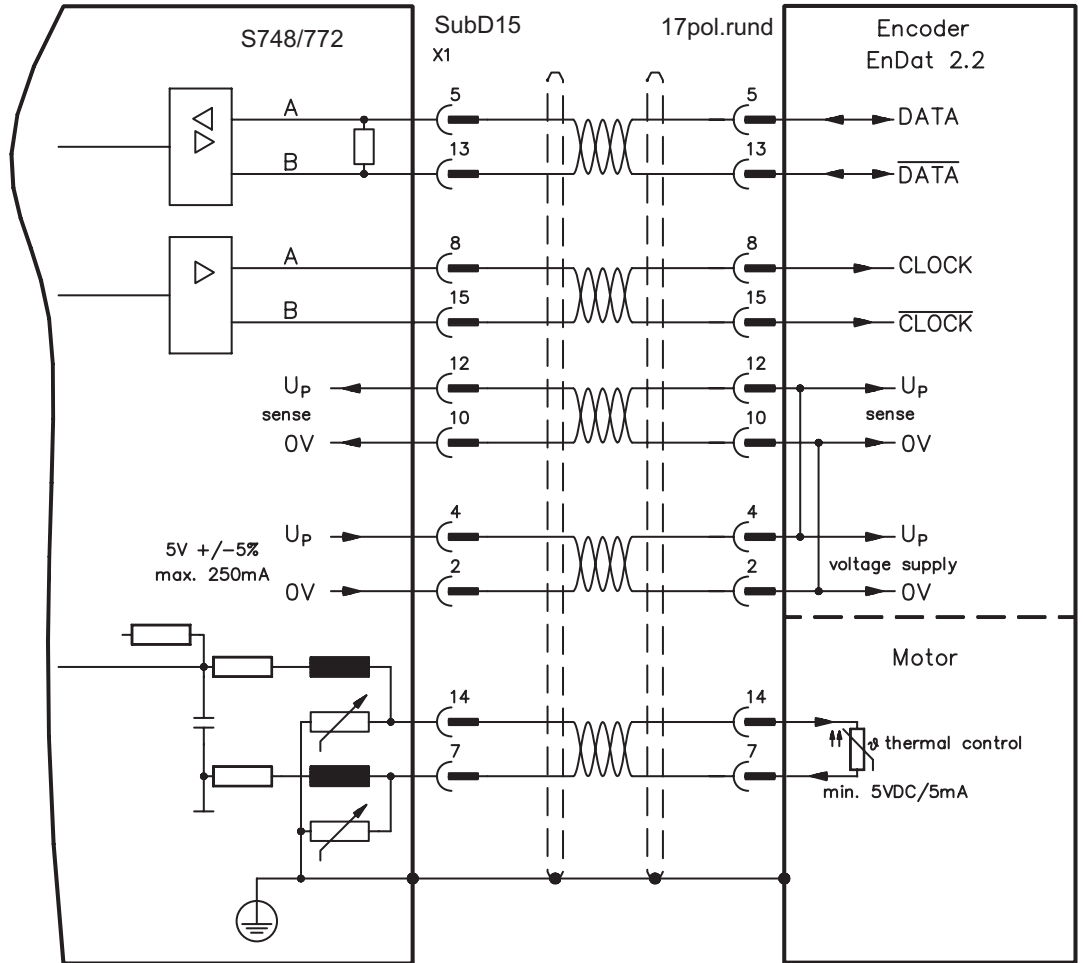 S748/772
SubD15
X1
17pol.rund
Encoder
EnDat 2.2
A
5
5
DATA
B
13
13
DATA
A
8
8
CLOCK
B
15
15
CLOCK
UP
12
12
UP
sense
sense
0V
10
10
0V
5V +/-5%
max. 250mA
UP
4
4
UP
voltage supply
0V
2
2
0V
Motor
14
14
ϑ thermal control
7
7
min. 5VDC/5mA